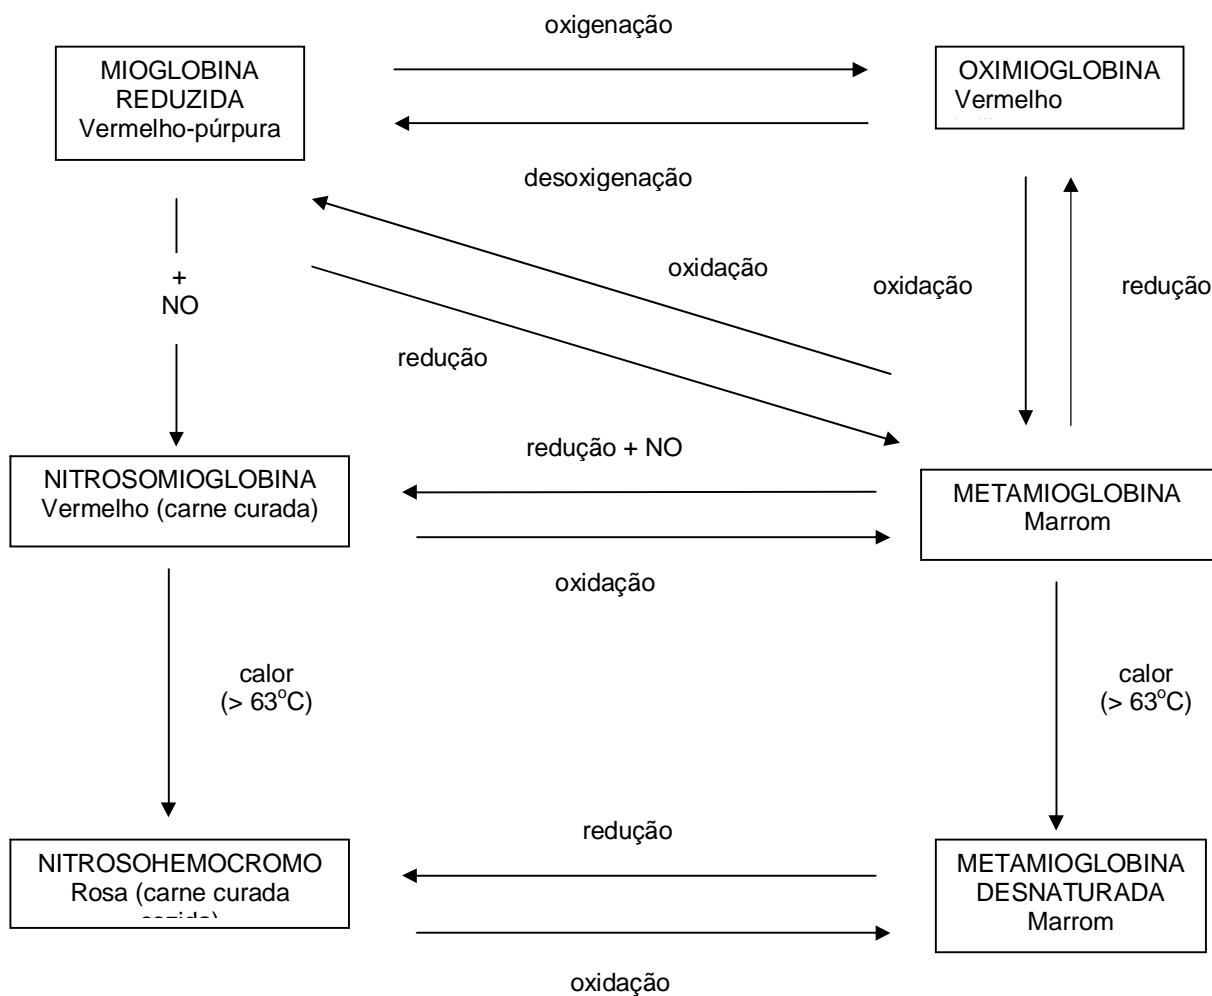 oxigenação
MIOGLOBINA
REDUZIDA
Vermelho-púrpura
OXIMIOGLOBINA
Vermelho
desoxigenação
+
NO
oxidação
oxidação
redução
redução
redução + NO
NITROSOMIOGLOBINA
Vermelho (carne curada)
METAMIOGLOBINA
Marrom
oxidação
calor
(> 63°C)
calor
(> 63°C)
redução
NITROSOHEMOCROMO
Rosa (carne curada
METAMIOGLOBINA
DESNATURADA
Marrom
oxidação